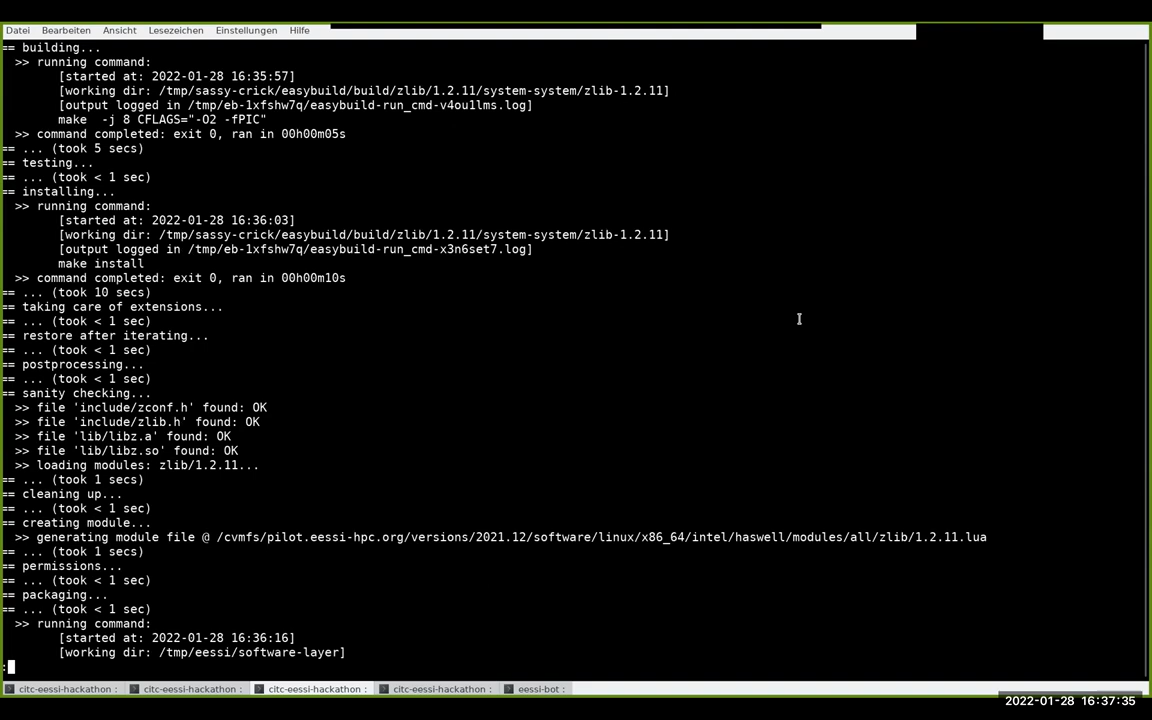 Datei Bearbeiten Ansicht Lesezeichen Einstellungen Hilfe
== building...
>> running command:
[started at: 2022-01-28 16:35:57]
[working dir: /tmp/sassy-crick/easybuild/build/zlib/1.2.11/system-system/zlib-1.2.11]
[output logged in /tmp/eb-1xfshw7q/easybuild-run_cmd-v4ou1lms.log]
make  -j 8 CFLAGS="-O2 -fPIC"
>> command completed: exit 0, ran in 00h00m05s
== ... (took 5 secs)
== testing...
== ... (took < 1 sec)
== installing...
>> running command:
[started at: 2022-01-28 16:36:03]
[working dir: /tmp/sassy-crick/easybuild/build/zlib/1.2.11/system-system/zlib-1.2.11]
[output logged in /tmp/eb-1xfshw7q/easybuild-run_cmd-x3n6set7.log]
make install
>> command completed: exit 0, ran in 00h00m10s
== ... (took 10 secs)
== taking care of extensions...
== ... (took < 1 sec)
== restore after iterating...
== ... (took < 1 sec)
== postprocessing...
== ... (took < 1 sec)
== sanity checking...
>> file 'include/zconf.h' found: OK
>> file 'include/zlib.h' found: OK
>> file 'lib/libz.a' found: OK
>> file 'lib/libz.so' found: OK
>> loading modules: zlib/1.2.11...
== ... (took 1 secs)
== cleaning up...
== ... (took < 1 sec)
== creating module...
>> generating module file @ /cvmfs/pilot.eessi-hpc.org/versions/2021.12/software/linux/x86_64/intel/haswell/modules/all/zlib/1.2.11.lua
== ... (took 1 secs)
== permissions...
== ... (took < 1 sec)
== packaging...
== ... (took < 1 sec)
>> running command:
[started at: 2022-01-28 16:36:16]
[working dir: /tmp/eessi/software-layer]
:
citc-eessi-hackathon : citc-eessi-hackathon : citc-eessi-hackathon : citc-eessi-hackathon : eessi-bot :
2022-01-28 16:37:35